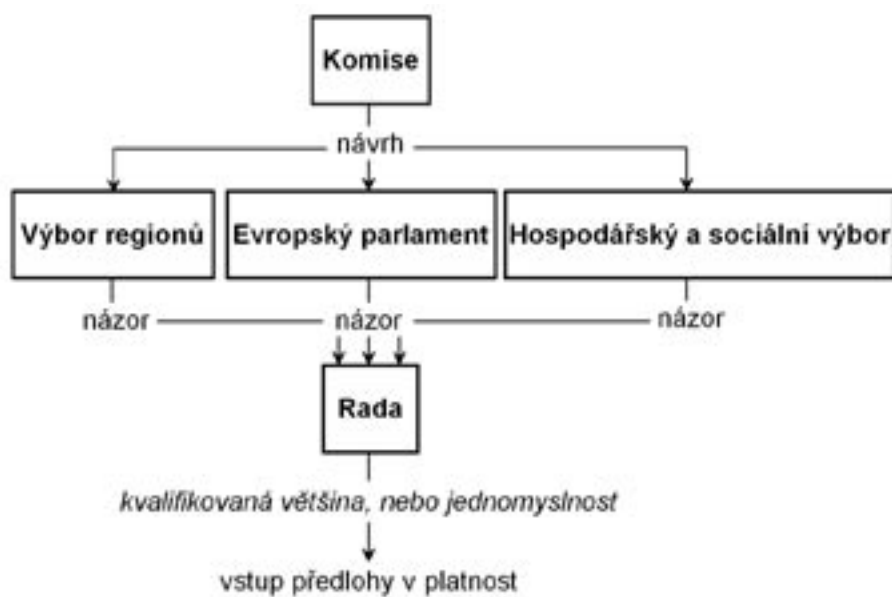 Komise
návrh
Výbor regionů
Evropský parlament
Hospodářský a sociální výbor
názor
názor
názor
Rada
kvalifikovaná většina, nebo jednomyslnost
vstup předlohy v platnost